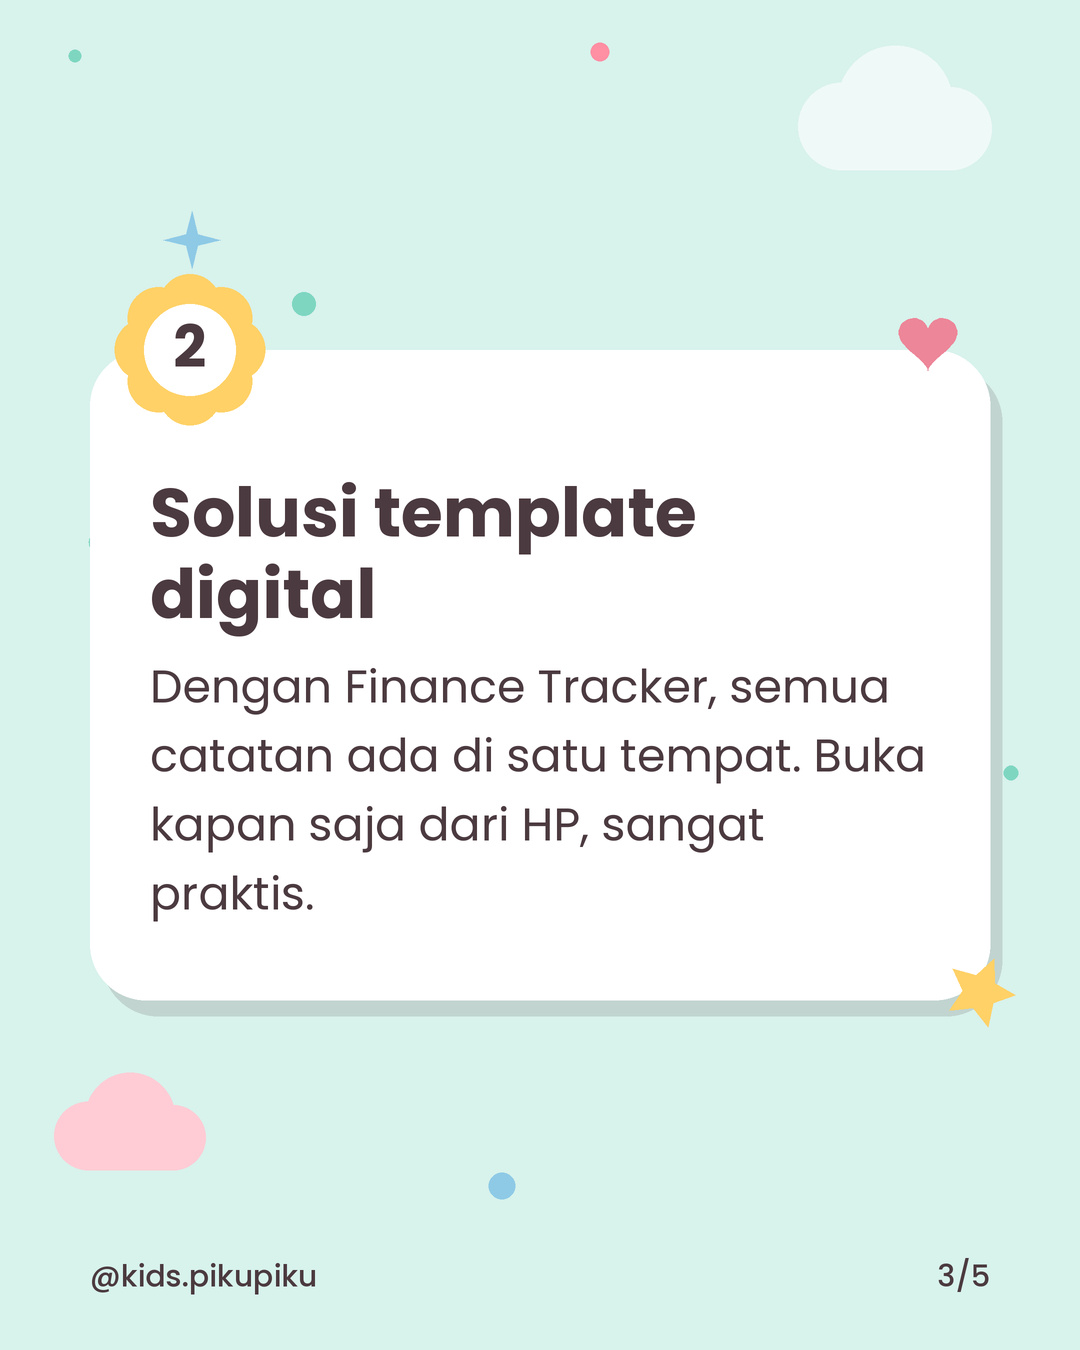 2
Solusi template
digital
Dengan Finance Tracker, semua
catatan ada di satu tempat. Buka
kapan saja dari HP, sangat
praktis.
@kids.pikupiku
3/5